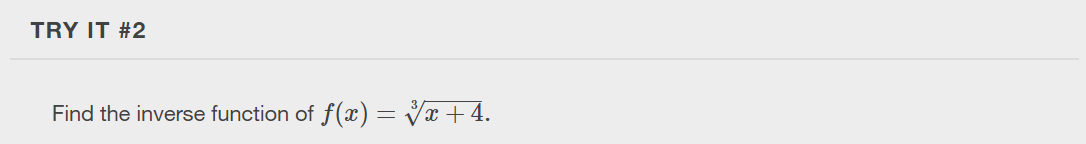 TRY IT #2
Find the inverse function of f(x) = ∛x + 4.